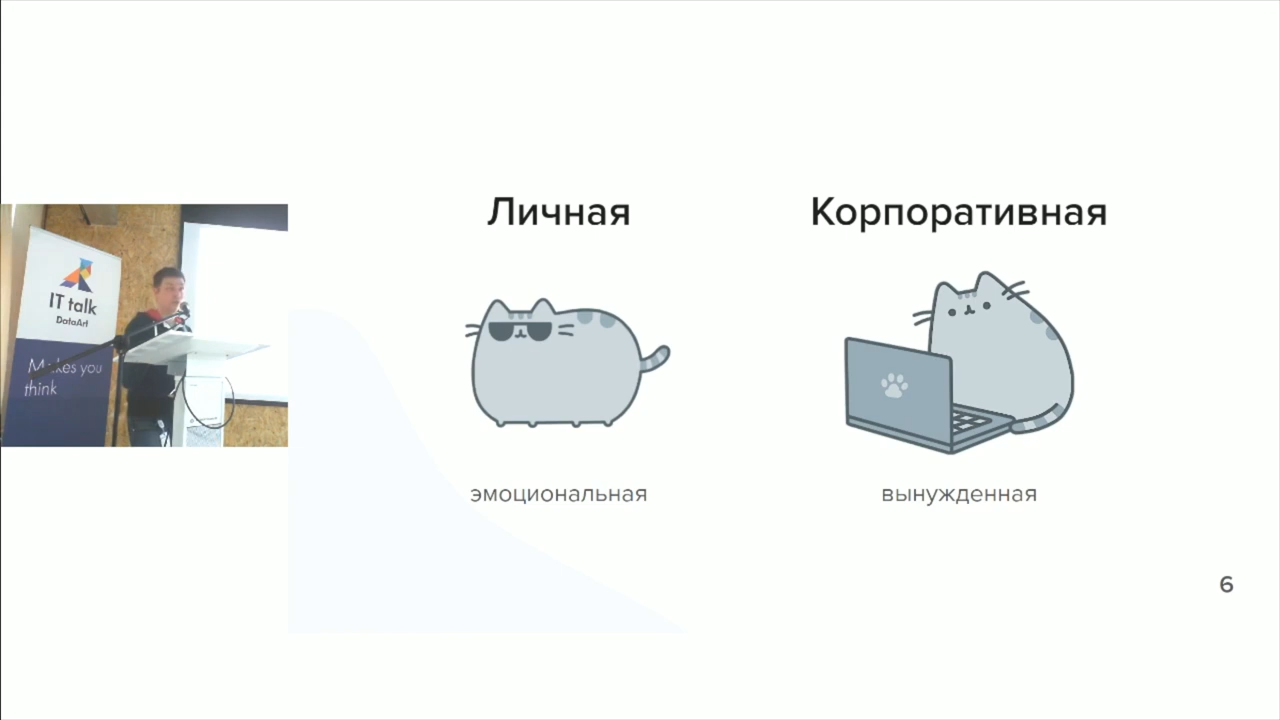 Личная
Корпоративная
IT talk
DataArt
Makes you
think
эмоциональная
вынужденная
6